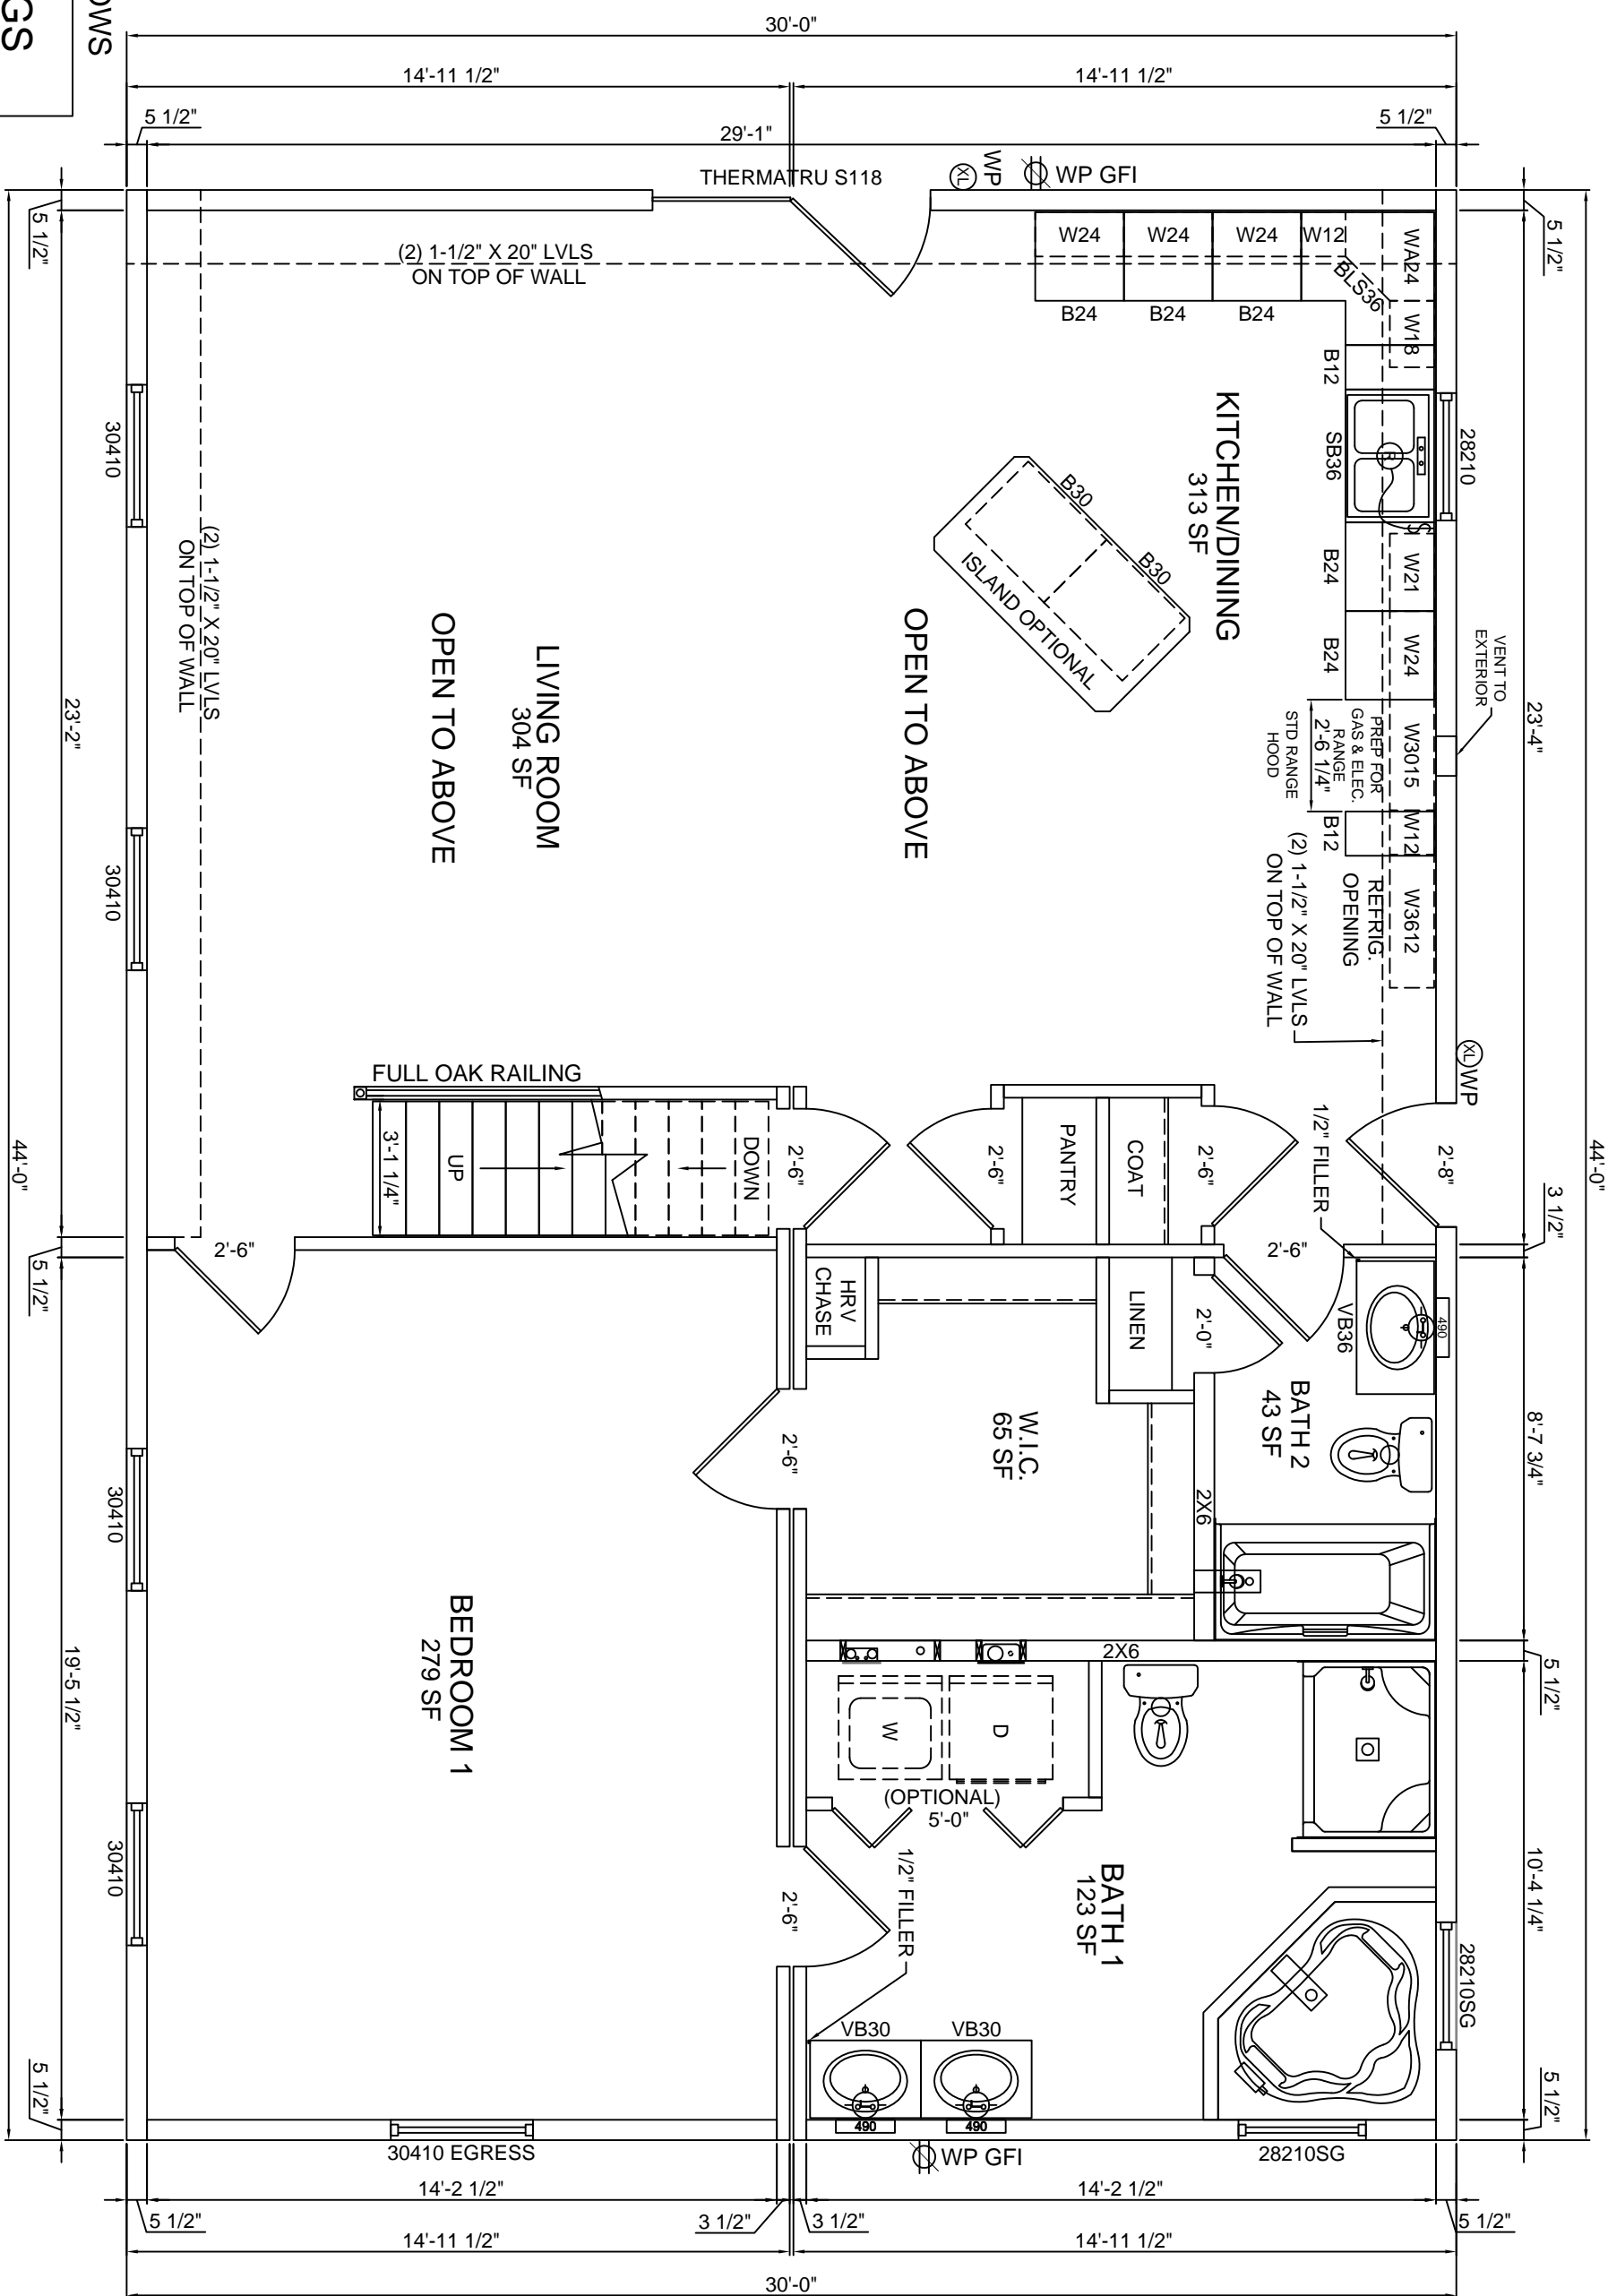 30'-0"
14'-11 1/2"
14'-11 1/2"
5 1/2"
29'-1"
5 1/2"
OWS
GS
THERMATRU S118
XL
WP
WP GFI
5 1/2"
5 1/2"
(2) 1-1/2" X 20" LVLS
ON TOP OF WALL
W24
W24
W24
W12
WA24
BLS36
W18
B24
B24
B24
B12
SB36
R
S
28210
W21
B24
W24
B24
KITCHEN/DINING
313 SF
B30
B30
ISLAND OPTIONAL
VENT TO
EXTERIOR
23'-4"
44'-0"
W3015
PREP FOR
GAS & ELEC.
RANGE
2'-6 1/4"
STD RANGE
HOOD
W12
B12
W3612
REFRIG.
OPENING
(2) 1-1/2" X 20" LVLS
ON TOP OF WALL
30410
30410
(2) 1-1/2" X 20" LVLS
ON TOP OF WALL
23'-2"
44'-0"
OPEN TO ABOVE
LIVING ROOM
304 SF
OPEN TO ABOVE
XL
WP
FULL OAK RAILING
3'-1 1/4"
UP
DOWN
2'-6"
2'-6"
PANTRY
COAT
2'-6"
1/2" FILLER
2'-8"
3 1/2"
2'-6"
2'-6"
5 1/2"
HRV
CHASE
LINEN
2'-0"
VB36
490
BATH 2
43 SF
8'-7 3/4"
W.I.C.
65 SF
2'-6"
2X6
30410
30410
19'-5 1/2"
BEDROOM 1
279 SF
2X6
5 1/2"
W
D
(OPTIONAL)
5'-0"
BATH 1
123 SF
10'-4 1/4"
2'-6"
1/2" FILLER
28210SG
VB30
VB30
490
490
5 1/2"
5 1/2"
30410 EGRESS
WP GFI
28210SG
14'-2 1/2"
14'-2 1/2"
5 1/2"
3 1/2"
3 1/2"
5 1/2"
14'-11 1/2"
14'-11 1/2"
30'-0"